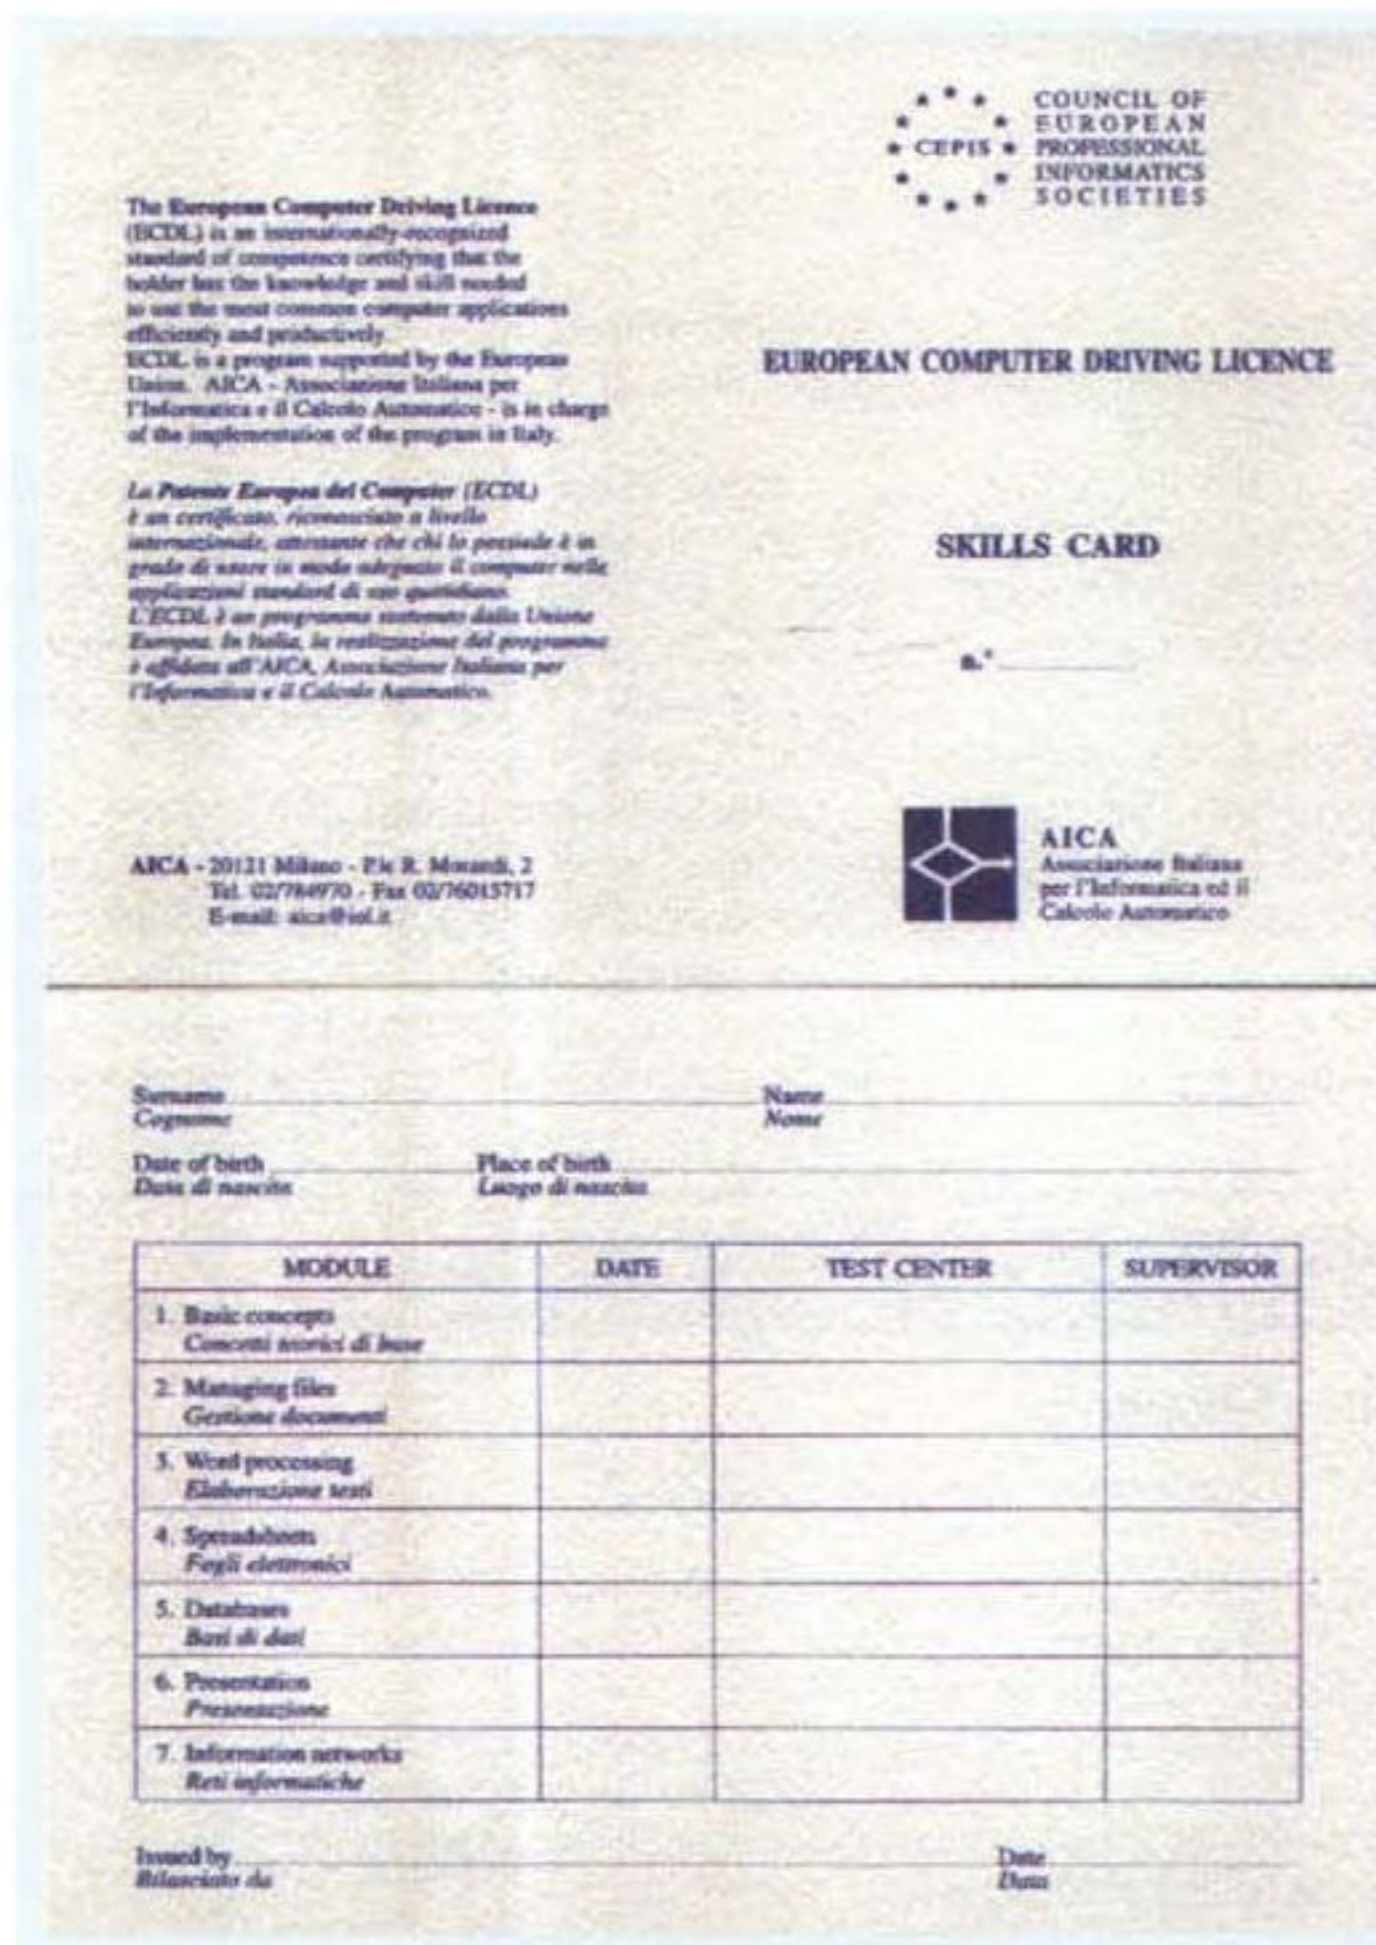 The European Computer Driving Licence
(ECDL) is an internationally-recognized
standard of competence certifying that the
holder has the knowledge and skill needed
to use the most common computer applications
efficiently and productively
ECDL is a program supported by the European
Union. AICA - Associazione Italiana per
l'Informatica e il Calcolo Automatico - is in charge
of the implementation of the program in Italy.
La Patente Europea del Computer (ECDL)
è un certificato, riconosciuto a livello
internazionale, attestante che chi lo possiede è in
grado di usare in modo adeguato il computer nelle
applicazioni standard di uso quotidiano.
L'ECDL è un programma sostenuto dalla Unione
Europea. In Italia, la realizzazione del programma
è affidata all'AICA, Associazione Italiana per
l'Informatica e il Calcolo Automatico.
AICA - 20121 Milano - P.le R. Morandi, 2
Tel. 02/784970 - Fax 02/76015717
E-mail: aica@iol.it
CEPIS
COUNCIL OF
EUROPEAN
PROFESSIONAL
INFORMATICS
SOCIETIES
EUROPEAN COMPUTER DRIVING LICENCE
SKILLS CARD
n.°
AICA
Associazione Italiana
per l'Informatica ed il
Calcolo Automatico
Surname Name
Cognome Nome
Date of birth Place of birth
Data di nascita Luogo di nascita
MODULE DATE TEST CENTER SUPERVISOR
1. Basic concepts
Concetti teorici di base
2. Managing files
Gestione documenti
3. Word processing
Elaborazione testi
4. Spreadsheets
Fogli elettronici
5. Databases
Basi di dati
6. Presentation
Presentazione
7. Information networks
Reti informatiche
Issued by Date
Rilasciato da Data